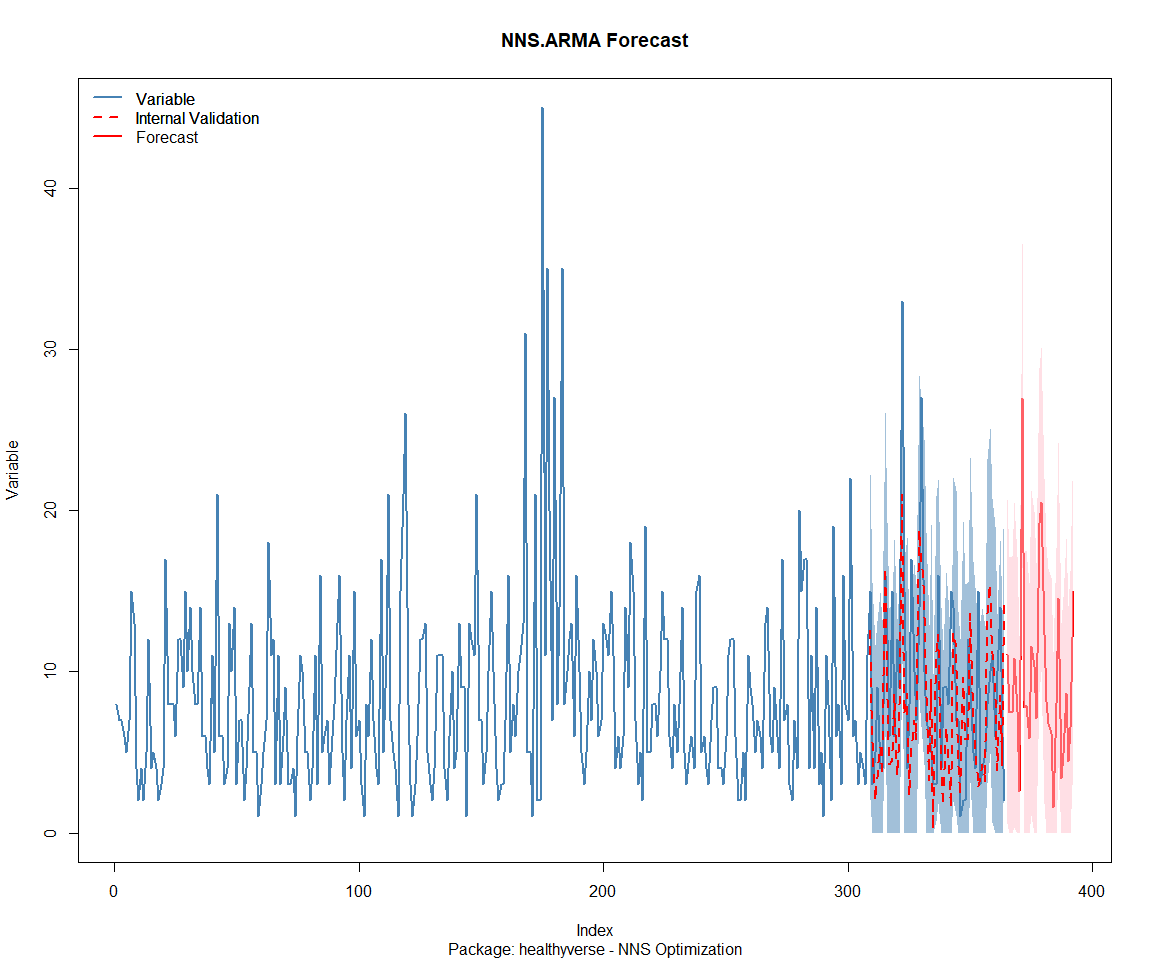 NNS.ARMA Forecast
Variable
Internal Validation
Forecast
Variable
40
30
20
10
0
0 100 200 300 400
Index
Package: healthyverse - NNS Optimization